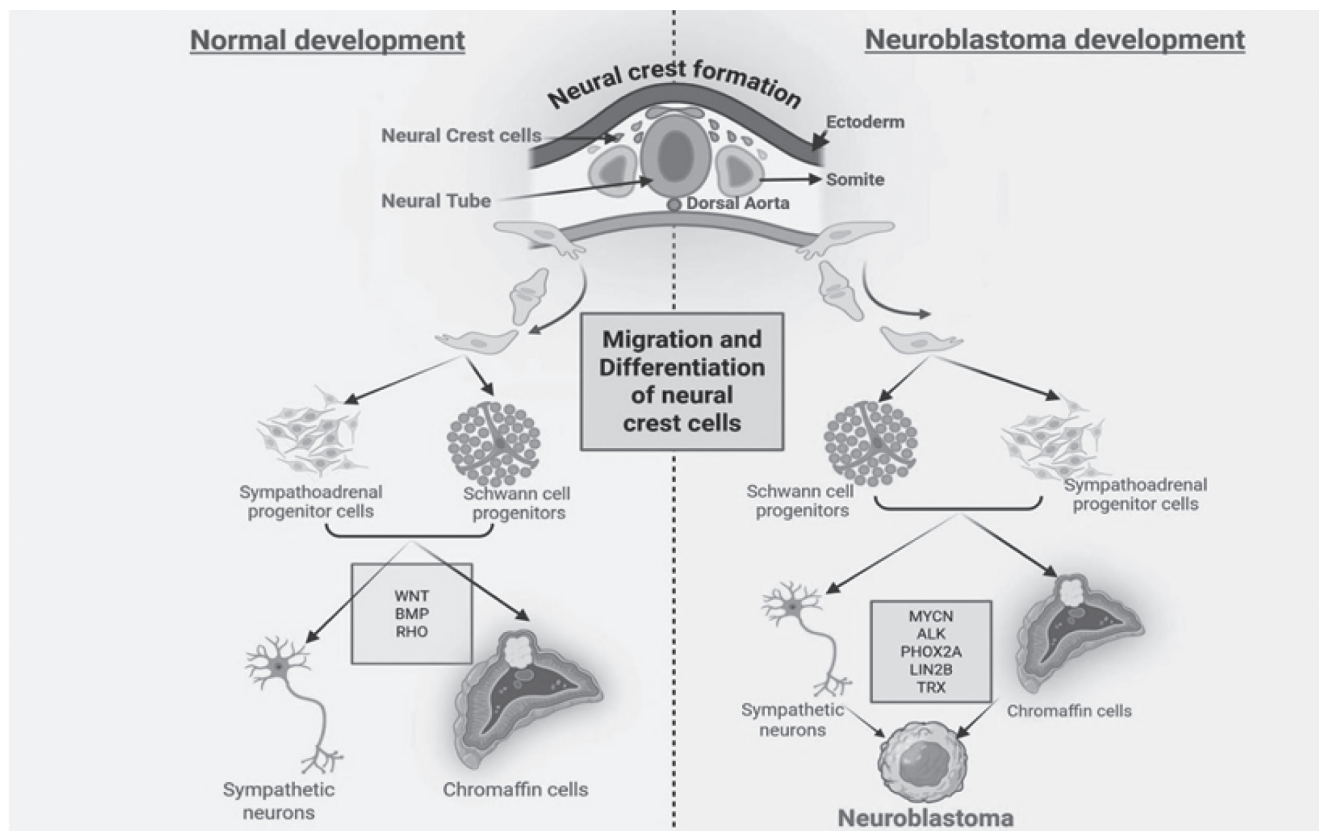 Normal development
Neuroblastoma development
Neural crest formation
Neural Crest cells
Ectoderm
Neural Tube
Somite
Dorsal Aorta
Migration and
Differentiation
of neural
crest cells
Sympathoadrenal
progenitor cells
Schwann cell
progenitors
Schwann cell
progenitors
Sympathoadrenal
progenitor cells
WNT
BMP
RHO
MYCN
ALK
PHOX2A
LIN2B
TRX
Sympathetic
neurons
Chromaffin cells
Sympathetic
neurons
Chromaffin cells
Neuroblastoma